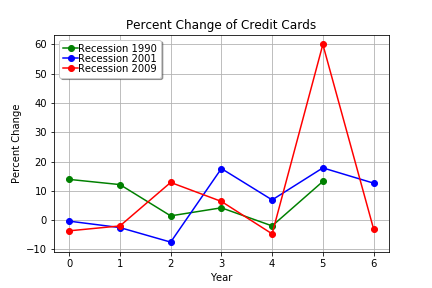 Percent Change of Credit Cards
Recession 1990
Recession 2001
Recession 2009
Percent Change
60
50
40
30
20
10
0
−10
0 1 2 3 4 5 6
Year